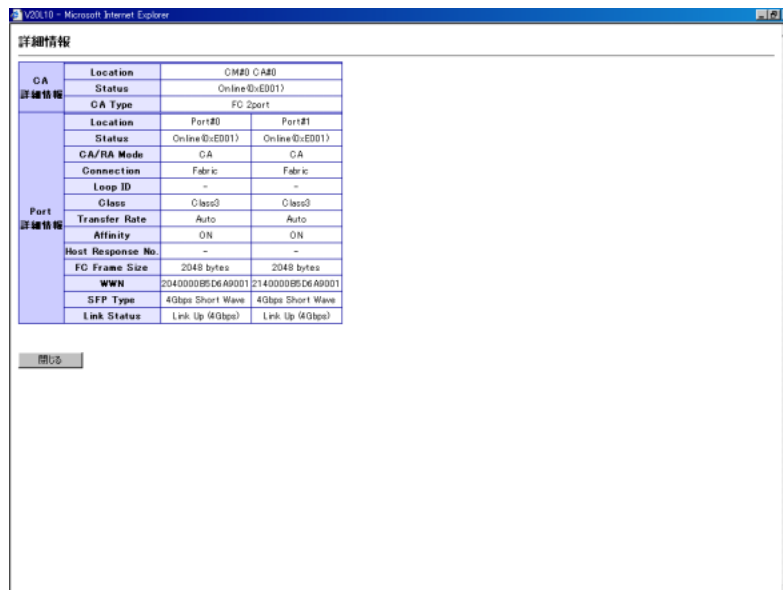 V20L10 - Microsoft Internet Explorer
詳細情報
CA
詳細情報
Location CM#0 CA#0
Status Online(0xE001)
CA Type FC 2port
Port
詳細情報
Location Port#0 Port#1
Status Online(0xE001) Online(0xE001)
CA/RA Mode CA CA
Connection Fabric Fabric
Loop ID - -
Class Class3 Class3
Transfer Rate Auto Auto
Affinity ON ON
Host Response No. - -
FC Frame Size 2048 bytes 2048 bytes
WWN 2040000B5D6A9001 2140000B5D6A9001
SFP Type 4Gbps Short Wave 4Gbps Short Wave
Link Status Link Up (4Gbps) Link Up (4Gbps)
閉じる